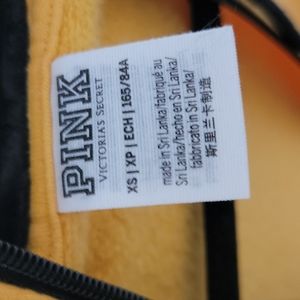 PINK
VICTORIA'S SECRET
XS | XP | ECH | 165/84A
made in Sri Lanka/fabriqué au
Sri Lanka/hecho en Sri Lanka/
fabbricato in Sri Lanka/
斯里兰卡制造